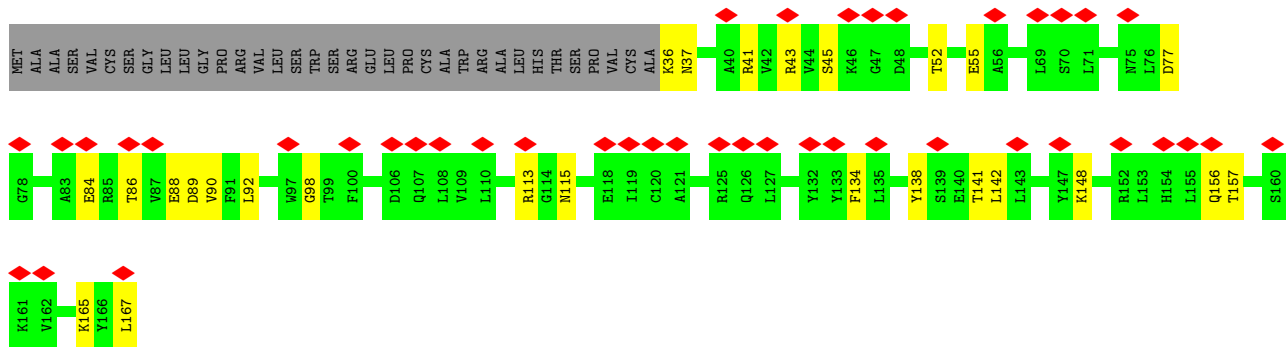 MET ALA ALA SER VAL CYS SER GLY LEU LEU GLY PRO ARG VAL LEU SER TRP SER ARG GLU LEU PRO CYS ALA TRP ARG ALA LEU HIS THR SER PRO VAL CYS ALA K36 N37 A40 R41 V42 R43 V44 S45 K46 G47 D48 T52 E55 A56 L69 S70 L71 N75 L76 D77
G78 A83 E84 R85 T86 V87 E88 D89 V90 F91 L92 W97 G98 T99 F100 D106 Q107 L108 V109 L110 R113 G114 N115 E118 I119 C120 A121 R125 Q126 L127 Y132 Y133 F134 L135 Y138 S139 E140 T141 L142 L143 Y147 K148 R152 L153 H154 L155 Q156 T157 S160
K161 V162 K165 Y166 L167